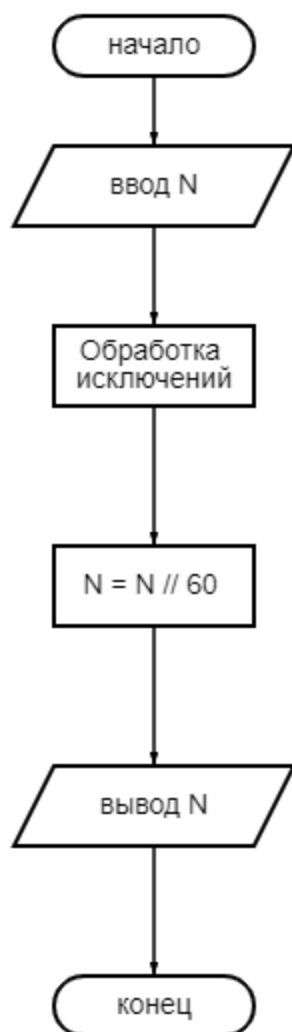 начало
ввод N
Обработка
исключений
N = N // 60
вывод N
конец